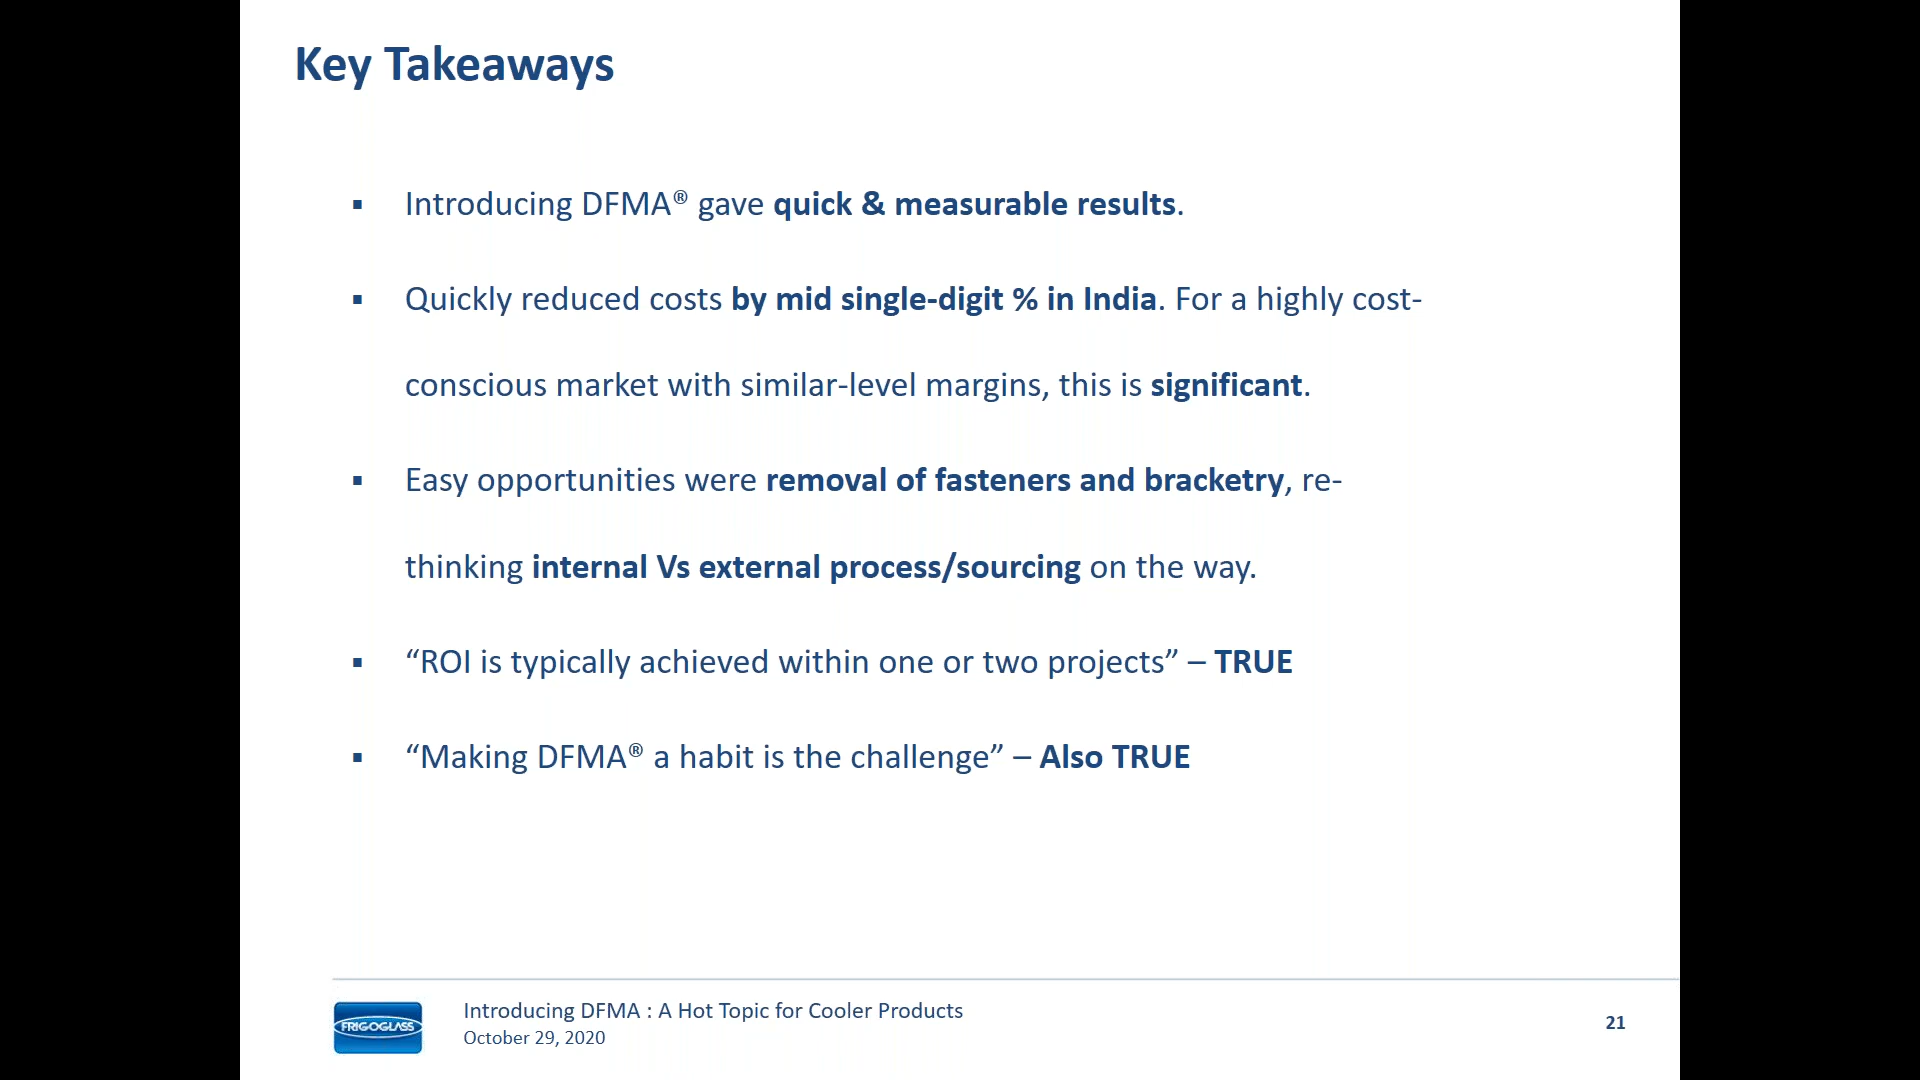 Key Takeaways
▪ Introducing DFMA® gave quick & measurable results.
▪ Quickly reduced costs by mid single-digit % in India. For a highly cost-
conscious market with similar-level margins, this is significant.
▪ Easy opportunities were removal of fasteners and bracketry, re-
thinking internal Vs external process/sourcing on the way.
▪ “ROI is typically achieved within one or two projects” – TRUE
▪ “Making DFMA® a habit is the challenge” – Also TRUE
FRIGOGLASS
Introducing DFMA : A Hot Topic for Cooler Products
October 29, 2020
21